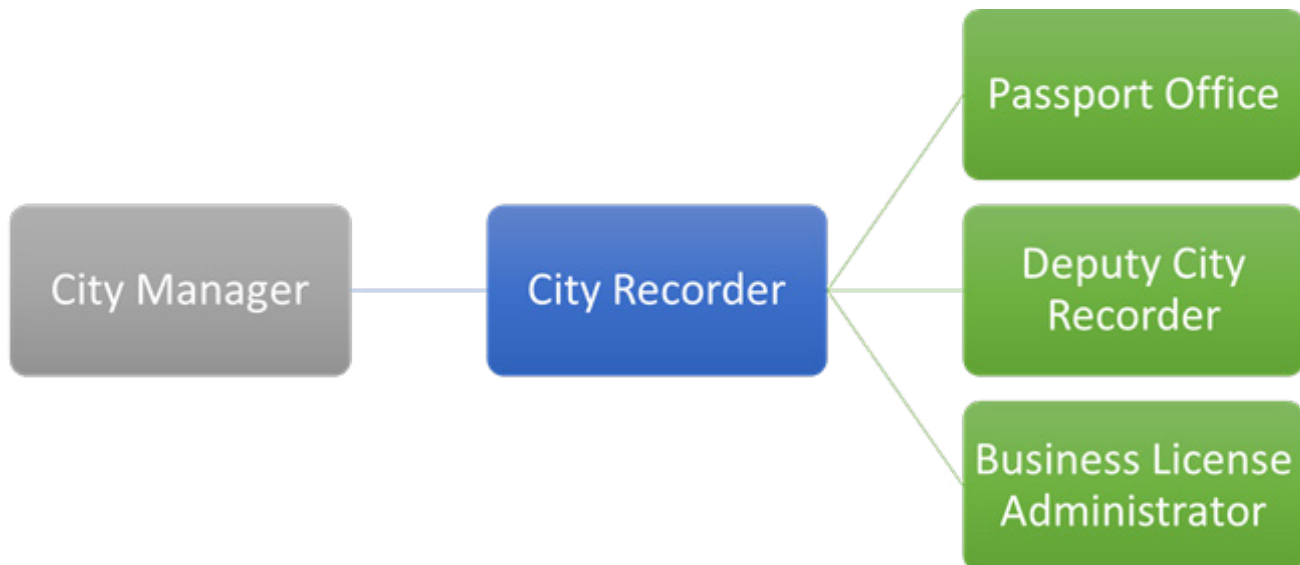 City Manager
City Recorder
Passport Office
Deputy City
Recorder
Business License
Administrator